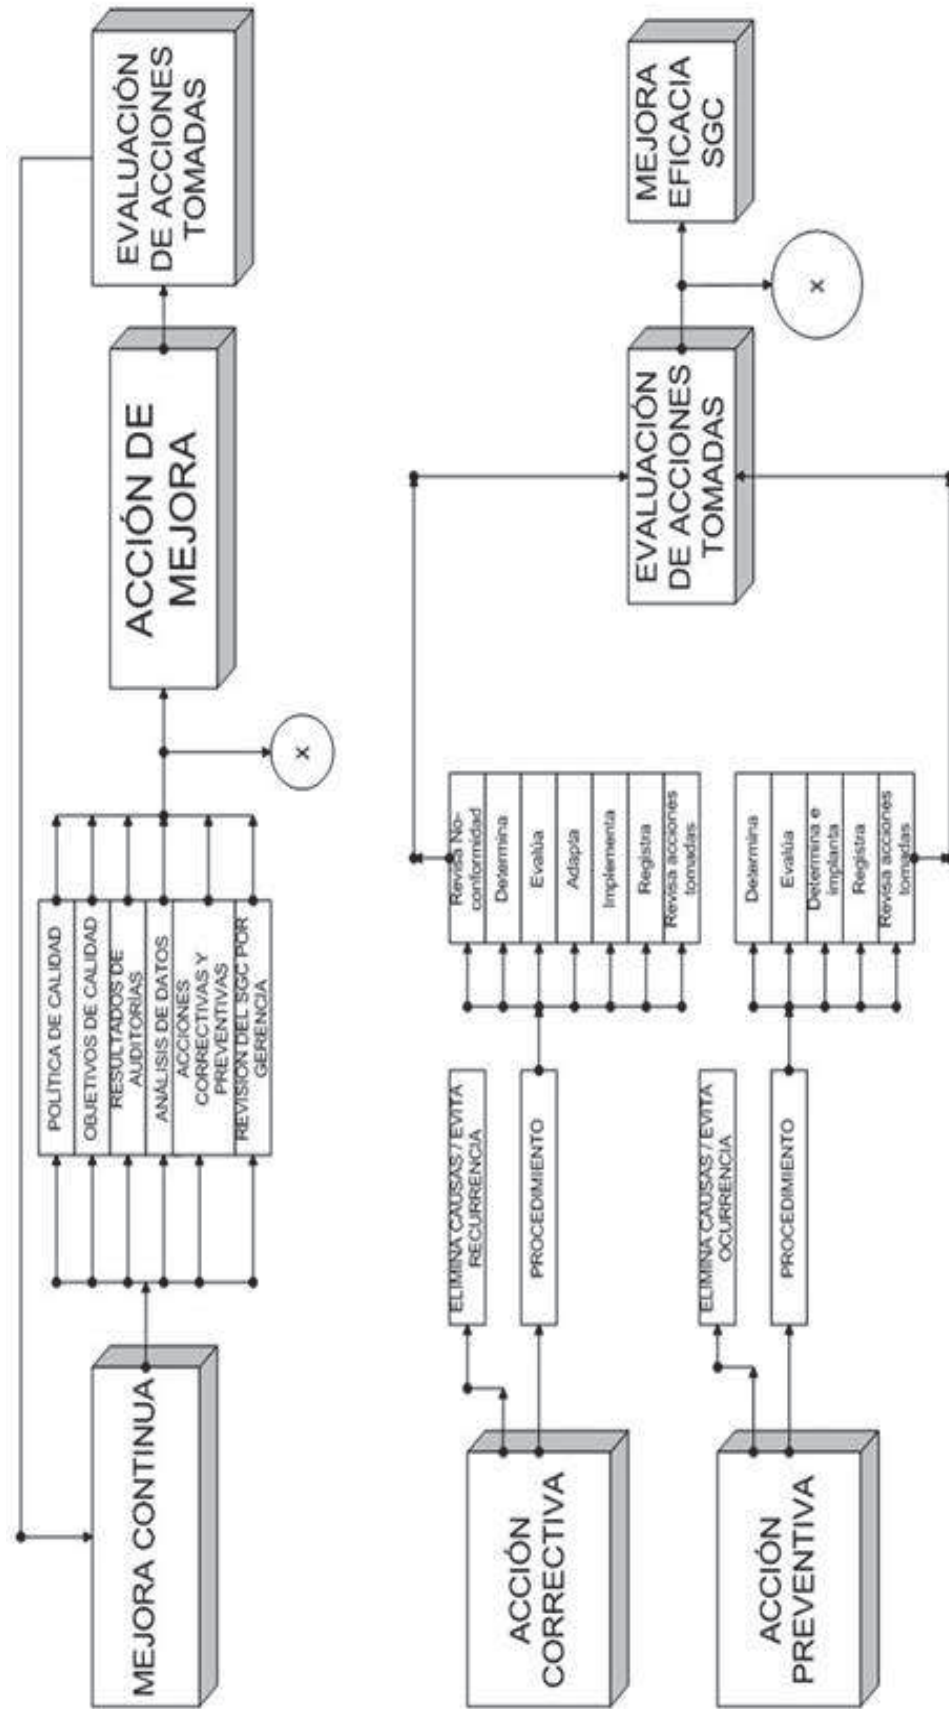 MEJORA CONTINUA
POLÍTICA DE CALIDAD
OBJETIVOS DE CALIDAD
RESULTADOS DE
AUDITORÍAS
ANÁLISIS DE DATOS
ACCIONES
CORRECTIVAS Y
PREVENTIVAS
REVISION DEL SGC POR
GERENCIA
X
ACCIÓN DE
MEJORA
EVALUACIÓN
DE ACCIONES
TOMADAS
ACCIÓN
CORRECTIVA
ELIMINA CAUSAS / EVITA
RECURRENCIA
PROCEDIMIENTO
Revisa No-
conformidad
Determina
Evalúa
Adapta
Implementa
Registra
Revisa acciones
tomadas
ACCIÓN
PREVENTIVA
ELIMINA CAUSAS / EVITA
OCURRENCIA
PROCEDIMIENTO
Determina
Evalúa
Determina e
implanta
Registra
Revisa acciones
tomadas
EVALUACIÓN
DE ACCIONES
TOMADAS
X
MEJORA
EFICACIA
SGC